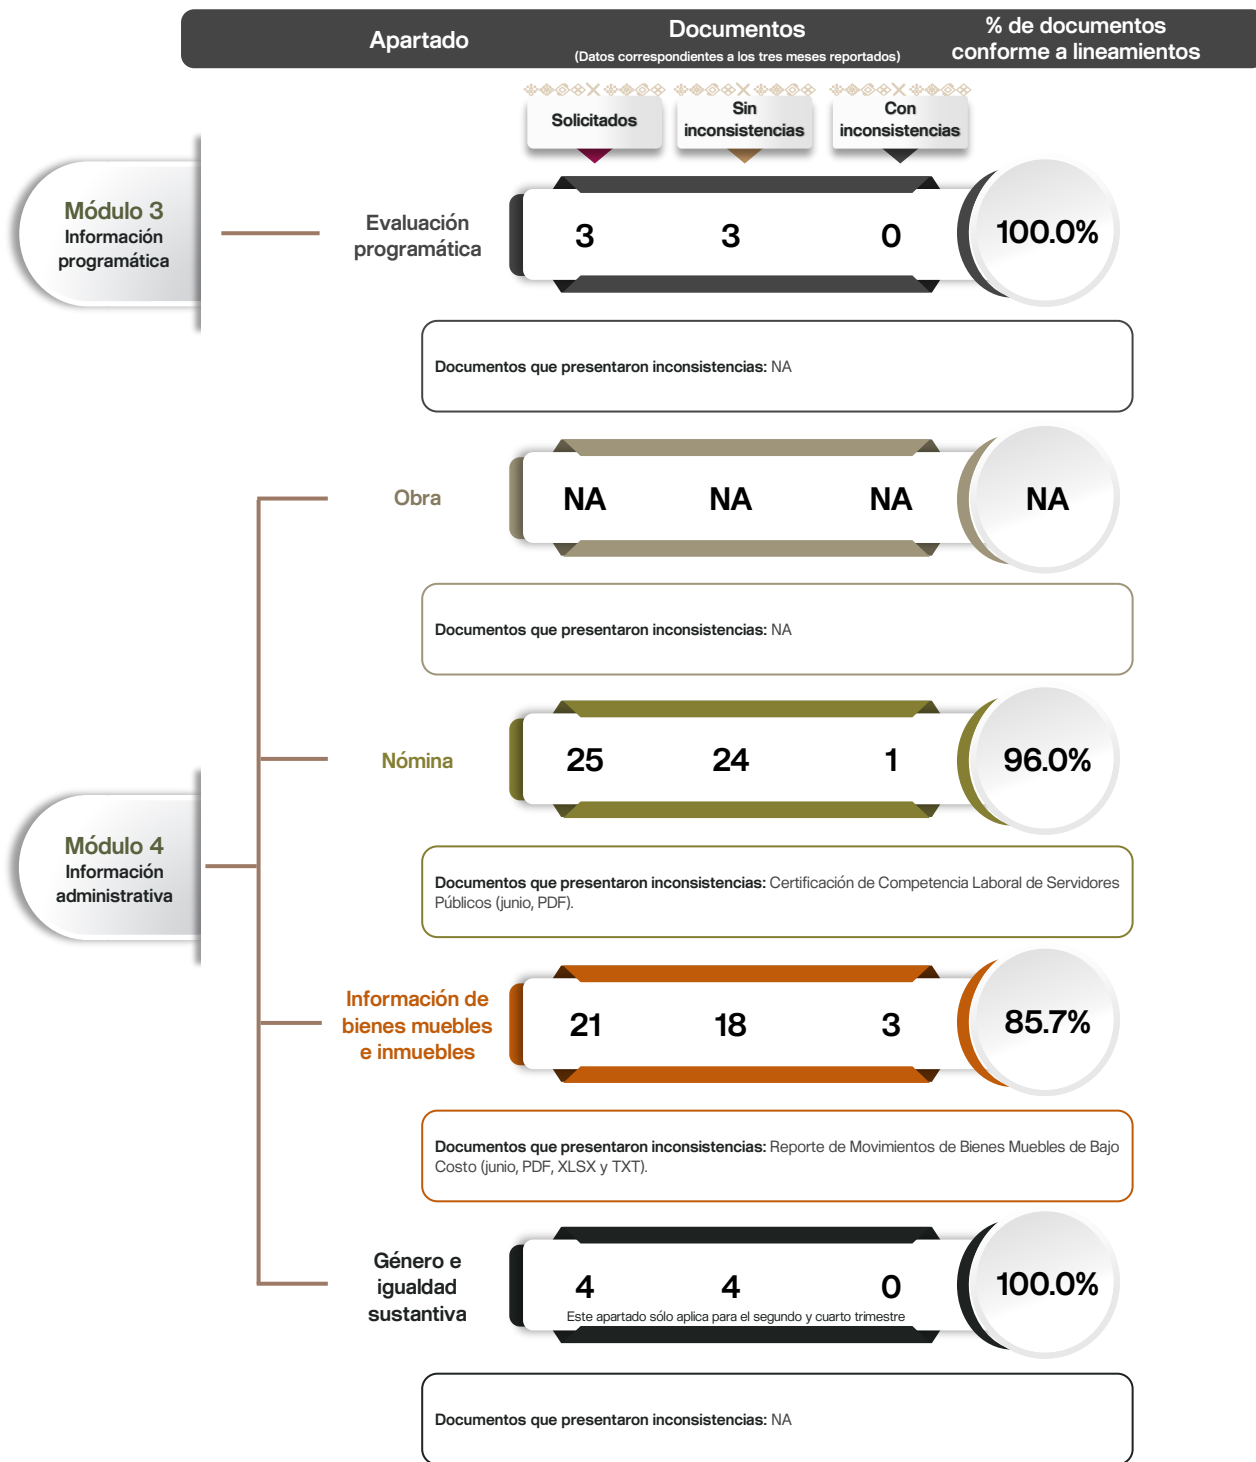 Apartado
Documentos
(Datos correspondientes a los tres meses reportados)
% de documentos
conforme a lineamientos
Solicitados
Sin
inconsistencias
Con
inconsistencias
Módulo 3
Información
programática
Evaluación
programática
3
3
0
100.0%
Documentos que presentaron inconsistencias: NA
Obra
NA
NA
NA
NA
Documentos que presentaron inconsistencias: NA
Nómina
25
24
1
96.0%
Módulo 4
Información
administrativa
Documentos que presentaron inconsistencias: Certificación de Competencia Laboral de Servidores
Públicos (junio, PDF).
Información de
bienes muebles
e inmuebles
21
18
3
85.7%
Documentos que presentaron inconsistencias: Reporte de Movimientos de Bienes Muebles de Bajo
Costo (junio, PDF, XLSX y TXT).
Género e
igualdad
sustantiva
4
4
0
100.0%
Este apartado sólo aplica para el segundo y cuarto trimestre
Documentos que presentaron inconsistencias: NA